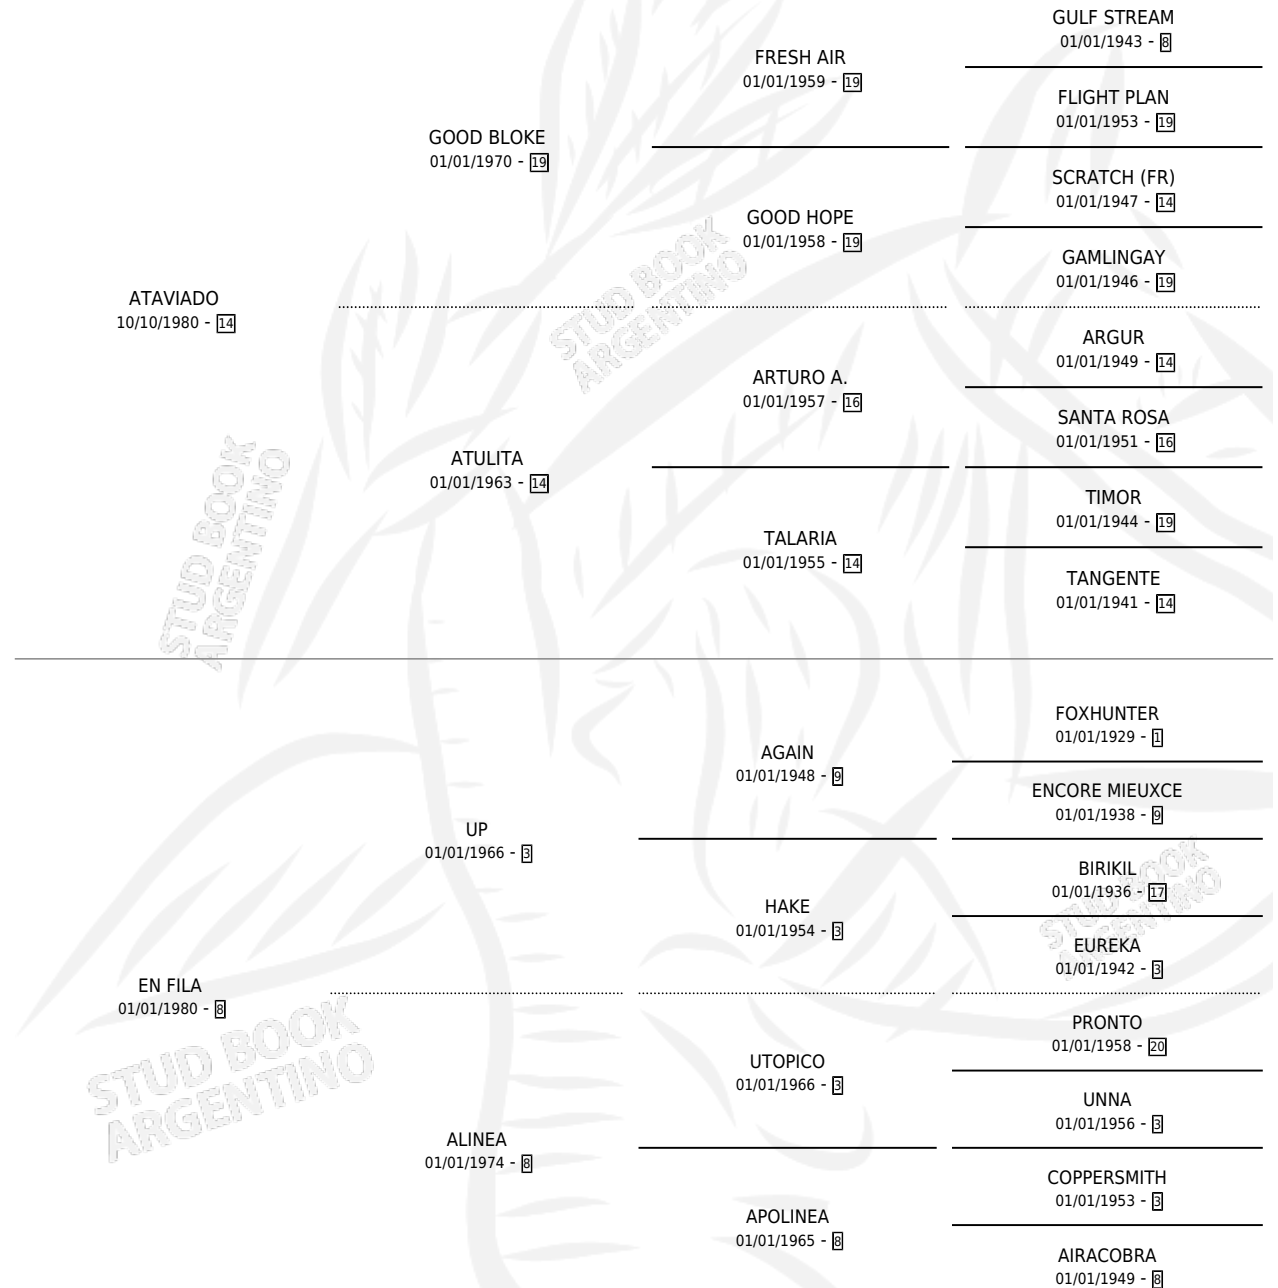 GULF STREAM
01/01/1943 - 8
FRESH AIR
01/01/1959 - 19
FLIGHT PLAN
01/01/1953 - 19
GOOD BLOKE
01/01/1970 - 19
SCRATCH (FR)
01/01/1947 - 14
GOOD HOPE
01/01/1958 - 19
GAMLINGAY
01/01/1946 - 19
ATAVIADO
10/10/1980 - 14
STUD BOOK
ARGENTINO
ARGUR
01/01/1949 - 14
ARTURO A.
01/01/1957 - 16
SANTA ROSA
01/01/1951 - 16
ATULITA
01/01/1963 - 14
TIMOR
01/01/1944 - 19
TALARIA
01/01/1955 - 14
TANGENTE
01/01/1941 - 14
STUD BOOK
ARGENTINO
FOXHUNTER
01/01/1929 - 1
AGAIN
01/01/1948 - 9
ENCORE MIEUXCE
01/01/1938 - 9
UP
01/01/1966 - 3
BIRIKIL
01/01/1936 - 17
HAKE
01/01/1954 - 3
EUREKA
01/01/1942 - 3
STUD BOOK
ARGENTINO
EN FILA
01/01/1980 - 8
PRONTO
01/01/1958 - 20
UTOPICO
01/01/1966 - 3
UNNA
01/01/1956 - 3
STUD BOOK
ARGENTINO
ALINEA
01/01/1974 - 8
COPPERSMITH
01/01/1953 - 3
APOLINEA
01/01/1965 - 8
AIRACOBRA
01/01/1949 - 8